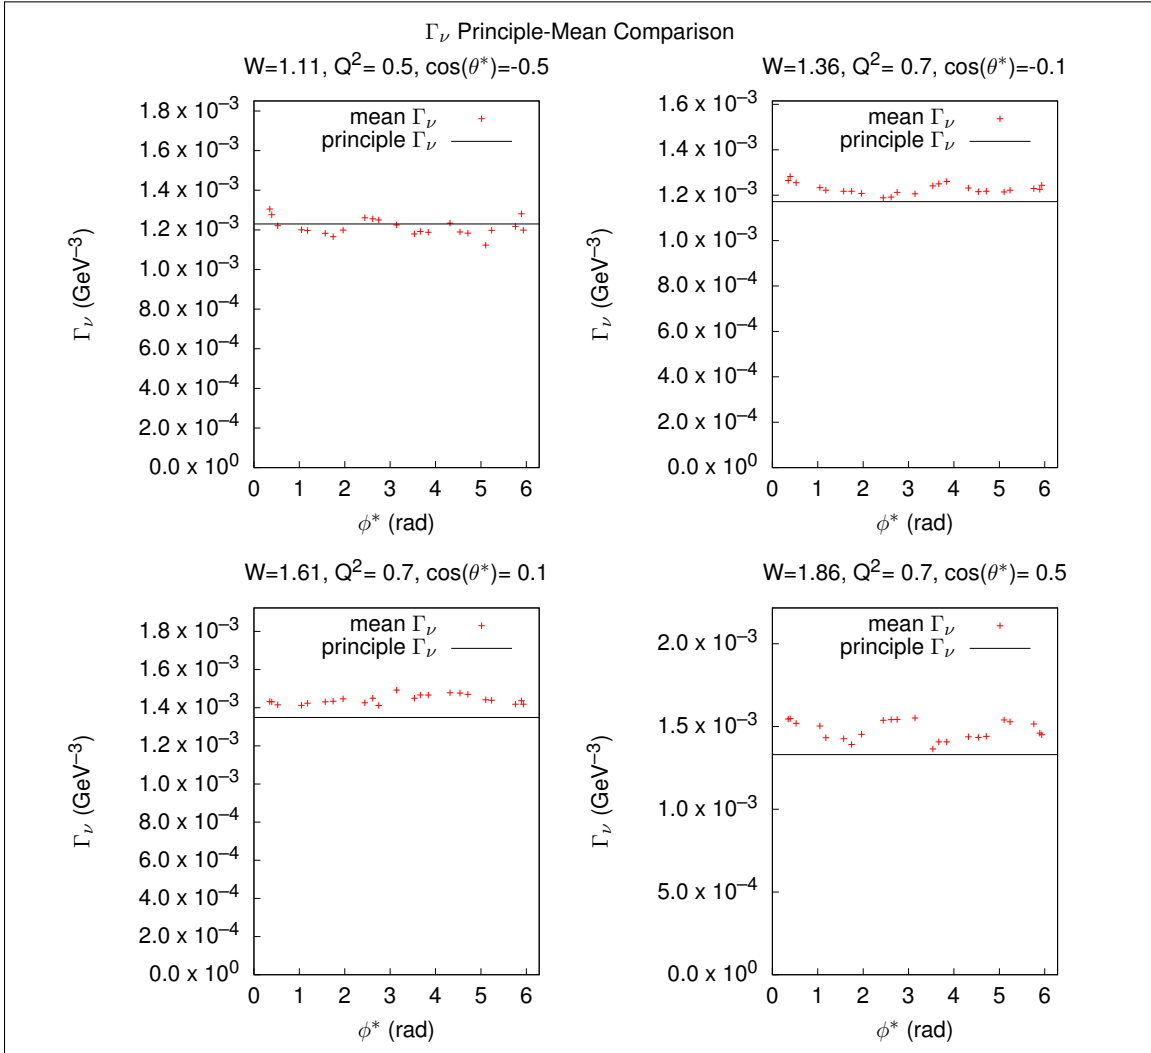 Γν Principle-Mean Comparison
W=1.11, Q²= 0.5, cos(θ*)=-0.5
1.8 x 10⁻³
1.6 x 10⁻³
1.4 x 10⁻³
1.2 x 10⁻³
1.0 x 10⁻³
8.0 x 10⁻⁴
6.0 x 10⁻⁴
4.0 x 10⁻⁴
2.0 x 10⁻⁴
0.0 x 10⁰
Γν (GeV⁻³)
mean Γν
principle Γν
0 1 2 3 4 5 6
φ* (rad)
W=1.36, Q²= 0.7, cos(θ*)=-0.1
1.6 x 10⁻³
1.4 x 10⁻³
1.2 x 10⁻³
1.0 x 10⁻³
8.0 x 10⁻⁴
6.0 x 10⁻⁴
4.0 x 10⁻⁴
2.0 x 10⁻⁴
0.0 x 10⁰
Γν (GeV⁻³)
mean Γν
principle Γν
0 1 2 3 4 5 6
φ* (rad)
W=1.61, Q²= 0.7, cos(θ*)= 0.1
1.8 x 10⁻³
1.6 x 10⁻³
1.4 x 10⁻³
1.2 x 10⁻³
1.0 x 10⁻³
8.0 x 10⁻⁴
6.0 x 10⁻⁴
4.0 x 10⁻⁴
2.0 x 10⁻⁴
0.0 x 10⁰
Γν (GeV⁻³)
mean Γν
principle Γν
0 1 2 3 4 5 6
φ* (rad)
W=1.86, Q²= 0.7, cos(θ*)= 0.5
2.0 x 10⁻³
1.5 x 10⁻³
1.0 x 10⁻³
5.0 x 10⁻⁴
0.0 x 10⁰
Γν (GeV⁻³)
mean Γν
principle Γν
0 1 2 3 4 5 6
φ* (rad)